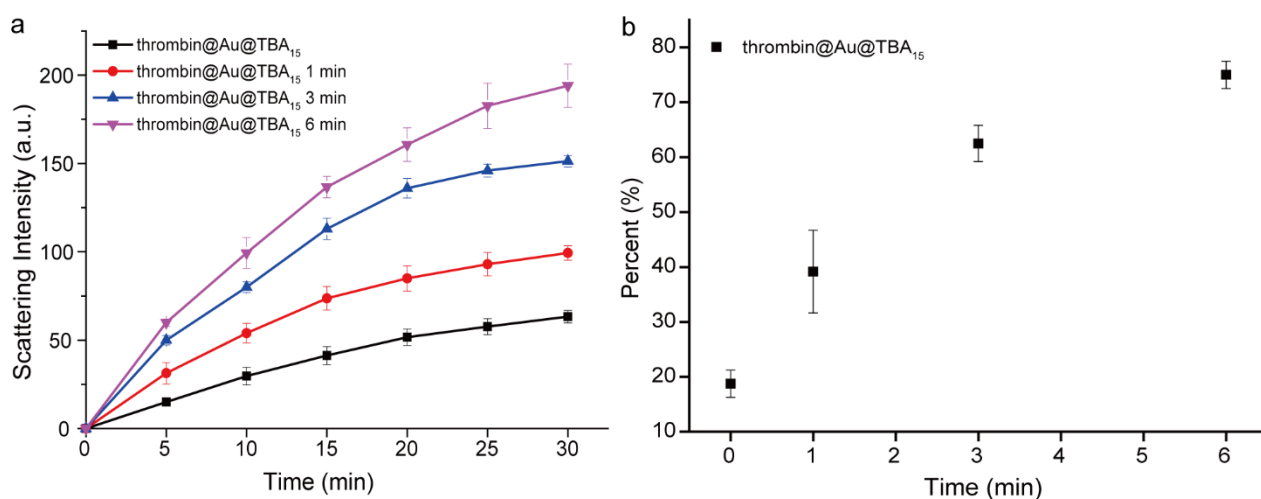 a
thrombin@Au@TBA₁₅
thrombin@Au@TBA₁₅ 1 min
thrombin@Au@TBA₁₅ 3 min
thrombin@Au@TBA₁₅ 6 min
Scattering Intensity (a.u.)
200
150
100
50
0
0 5 10 15 20 25 30
Time (min)
b
thrombin@Au@TBA₁₅
Percent (%)
80
70
60
50
40
30
20
10
0 1 2 3 4 5 6
Time (min)